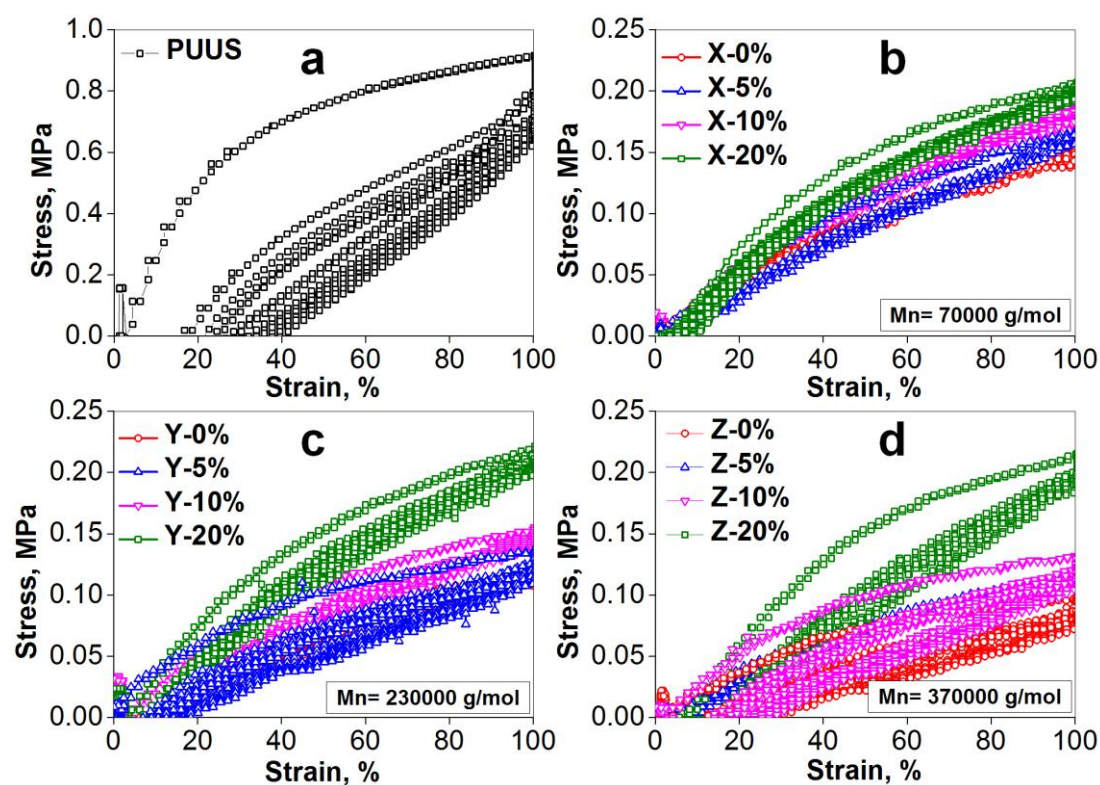 PUUS
a
Stress, MPa
1.0
0.8
0.6
0.4
0.2
0.0
0 20 40 60 80 100
Strain, %
X-0%
X-5%
X-10%
X-20%
b
Stress, MPa
0.25
0.20
0.15
0.10
0.05
0.00
Mn= 70000 g/mol
0 20 40 60 80 100
Strain, %
Y-0%
Y-5%
Y-10%
Y-20%
c
Stress, MPa
0.25
0.20
0.15
0.10
0.05
0.00
Mn= 230000 g/mol
0 20 40 60 80 100
Strain, %
Z-0%
Z-5%
Z-10%
Z-20%
d
Stress, MPa
0.25
0.20
0.15
0.10
0.05
0.00
Mn= 370000 g/mol
0 20 40 60 80 100
Strain, %